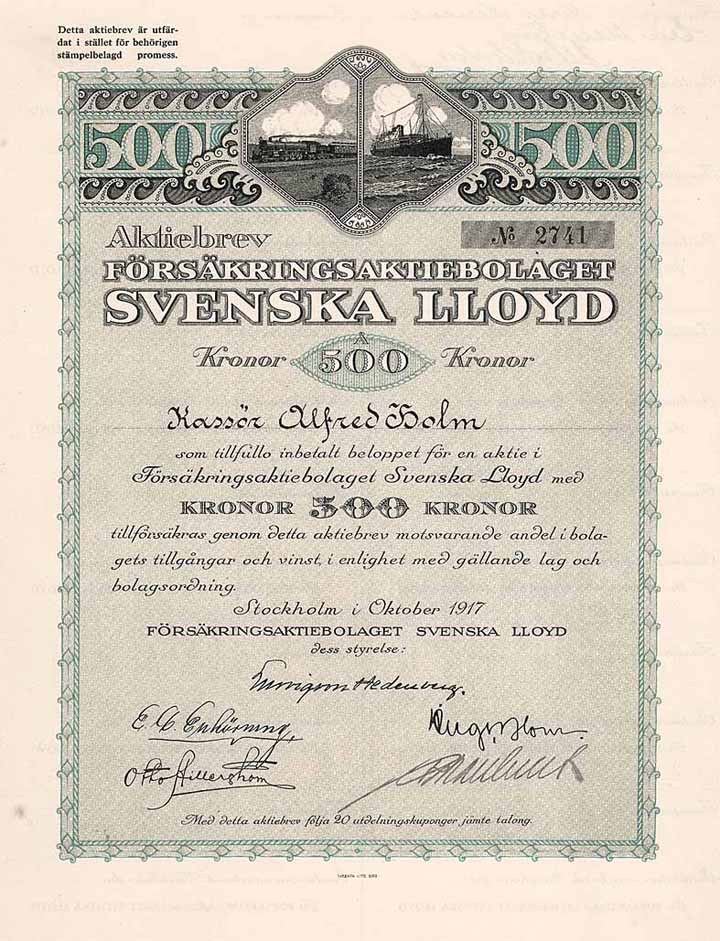 Detta aktiebrev är utfär-
dat i stället för behörigen
stämpelbelagd promess.
500 500
Aktiebrev № 2741
FÖRSÄKRINGSAKTIEBOLAGET
SVENSKA LLOYD
Å
Kronor 500 Kronor
Kassör Alfred Holm
som tillfullo inbetalt beloppet för en aktie i
Försäkringsaktiebolaget Svenska Lloyd med
KRONOR 500 KRONOR
tillförsäkras genom detta aktiebrev motsvarande andel i bola-
gets tillgångar och vinst, i enlighet med gällande lag och
bolagsordning.
Stockholm i Oktober 1917
FÖRSÄKRINGSAKTIEBOLAGET SVENSKA LLOYD
dess styrelse:
Otto Hillerström
Med detta aktiebrev följa 20 utdelningskuponger jämte talong.